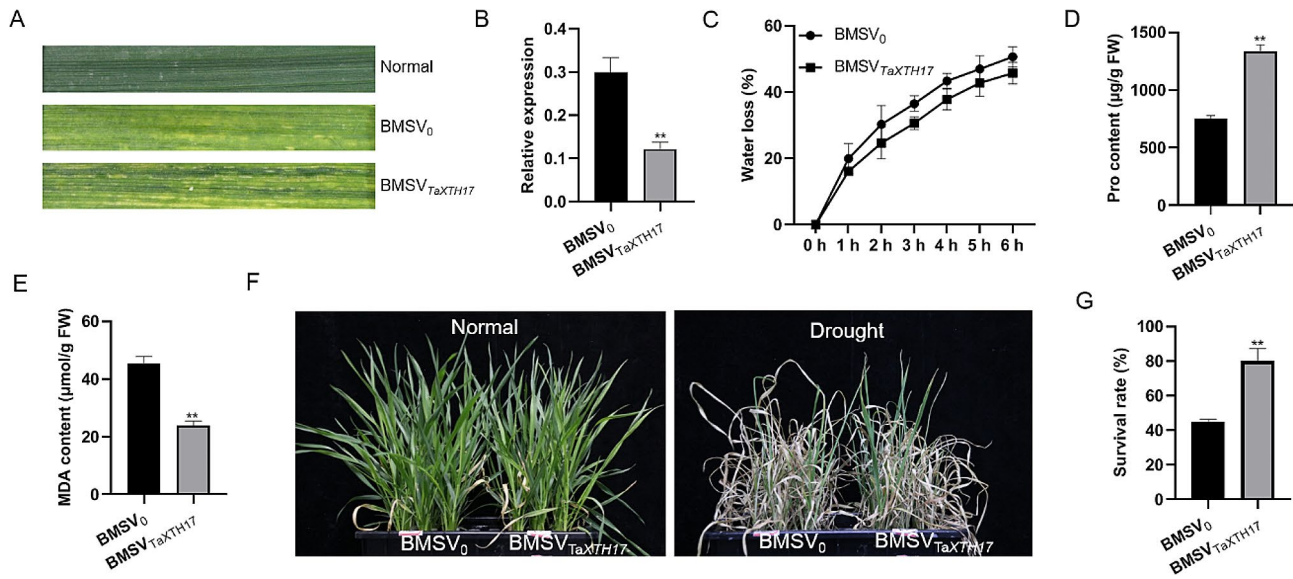 A
Normal
BMSV0
BMSVTaXTH17
B
Relative expression
0.4
0.3
0.2
0.1
0.0
**
BMSV0
BMSVTaXTH17
C
Water loss (%)
60
40
20
0
BMSV0
BMSVTaXTH17
0 h 1 h 2 h 3 h 4 h 5 h 6 h
D
Pro content (µg/g FW)
1500
1000
500
0
**
BMSV0
BMSVTaXTH17
E
MDA content (µmol/g FW)
60
40
20
0
**
BMSV0
BMSVTaXTH17
F
Normal
BMSV0 BMSVTaXTH17
Drought
BMSV0 BMSVTaXTH17
G
Survival rate (%)
100
80
60
40
20
0
**
BMSV0
BMSVTaXTH17